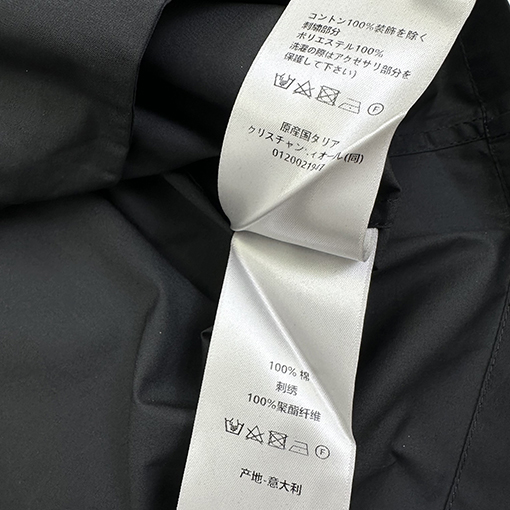 コントン100%装飾を除く
刺繍部分
ポリエステル100%
洗濯の際はアクセサリ部分を
保護して下さい)
F
原産国タリア
クリスチャン.ィオール(同)
0120021947
100% 棉
刺绣
100%聚酯纤维
F
产地-意大利